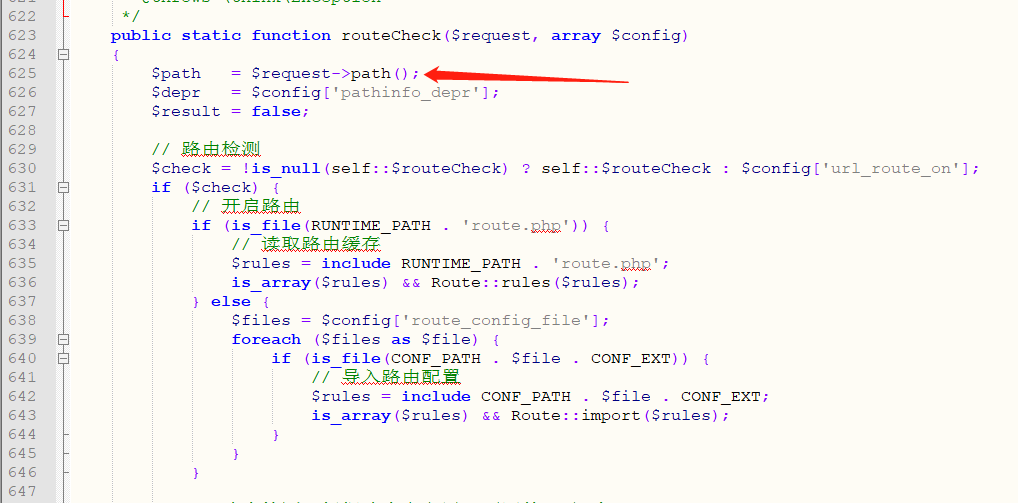 622 */
623 public static function routeCheck($request, array $config)
624 {
625 $path   = $request->path();
626 $depr   = $config['pathinfo_depr'];
627 $result = false;
628
629 // 路由检测
630 $check = !is_null(self::$routeCheck) ? self::$routeCheck : $config['url_route_on'];
631 if ($check) {
632 // 开启路由
633 if (is_file(RUNTIME_PATH . 'route.php')) {
634 // 读取路由缓存
635 $rules = include RUNTIME_PATH . 'route.php';
636 is_array($rules) && Route::rules($rules);
637 } else {
638 $files = $config['route_config_file'];
639 foreach ($files as $file) {
640 if (is_file(CONF_PATH . $file . CONF_EXT)) {
641 // 导入路由配置
642 $rules = include CONF_PATH . $file . CONF_EXT;
643 is_array($rules) && Route::import($rules);
644 }
645 }
646 }
647